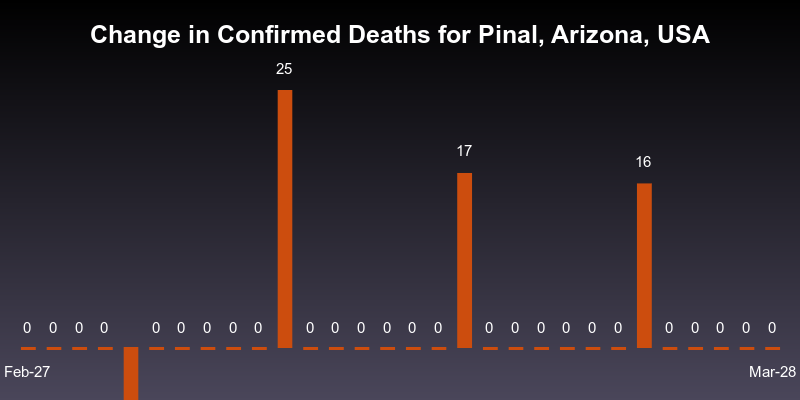 Change in Confirmed Deaths for Pinal, Arizona, USA
25
17
16
0 0 0 0 0 0 0 0 0 0 0 0 0 0 0 0 0 0 0 0 0 0 0 0 0 0
Feb-27 Mar-28